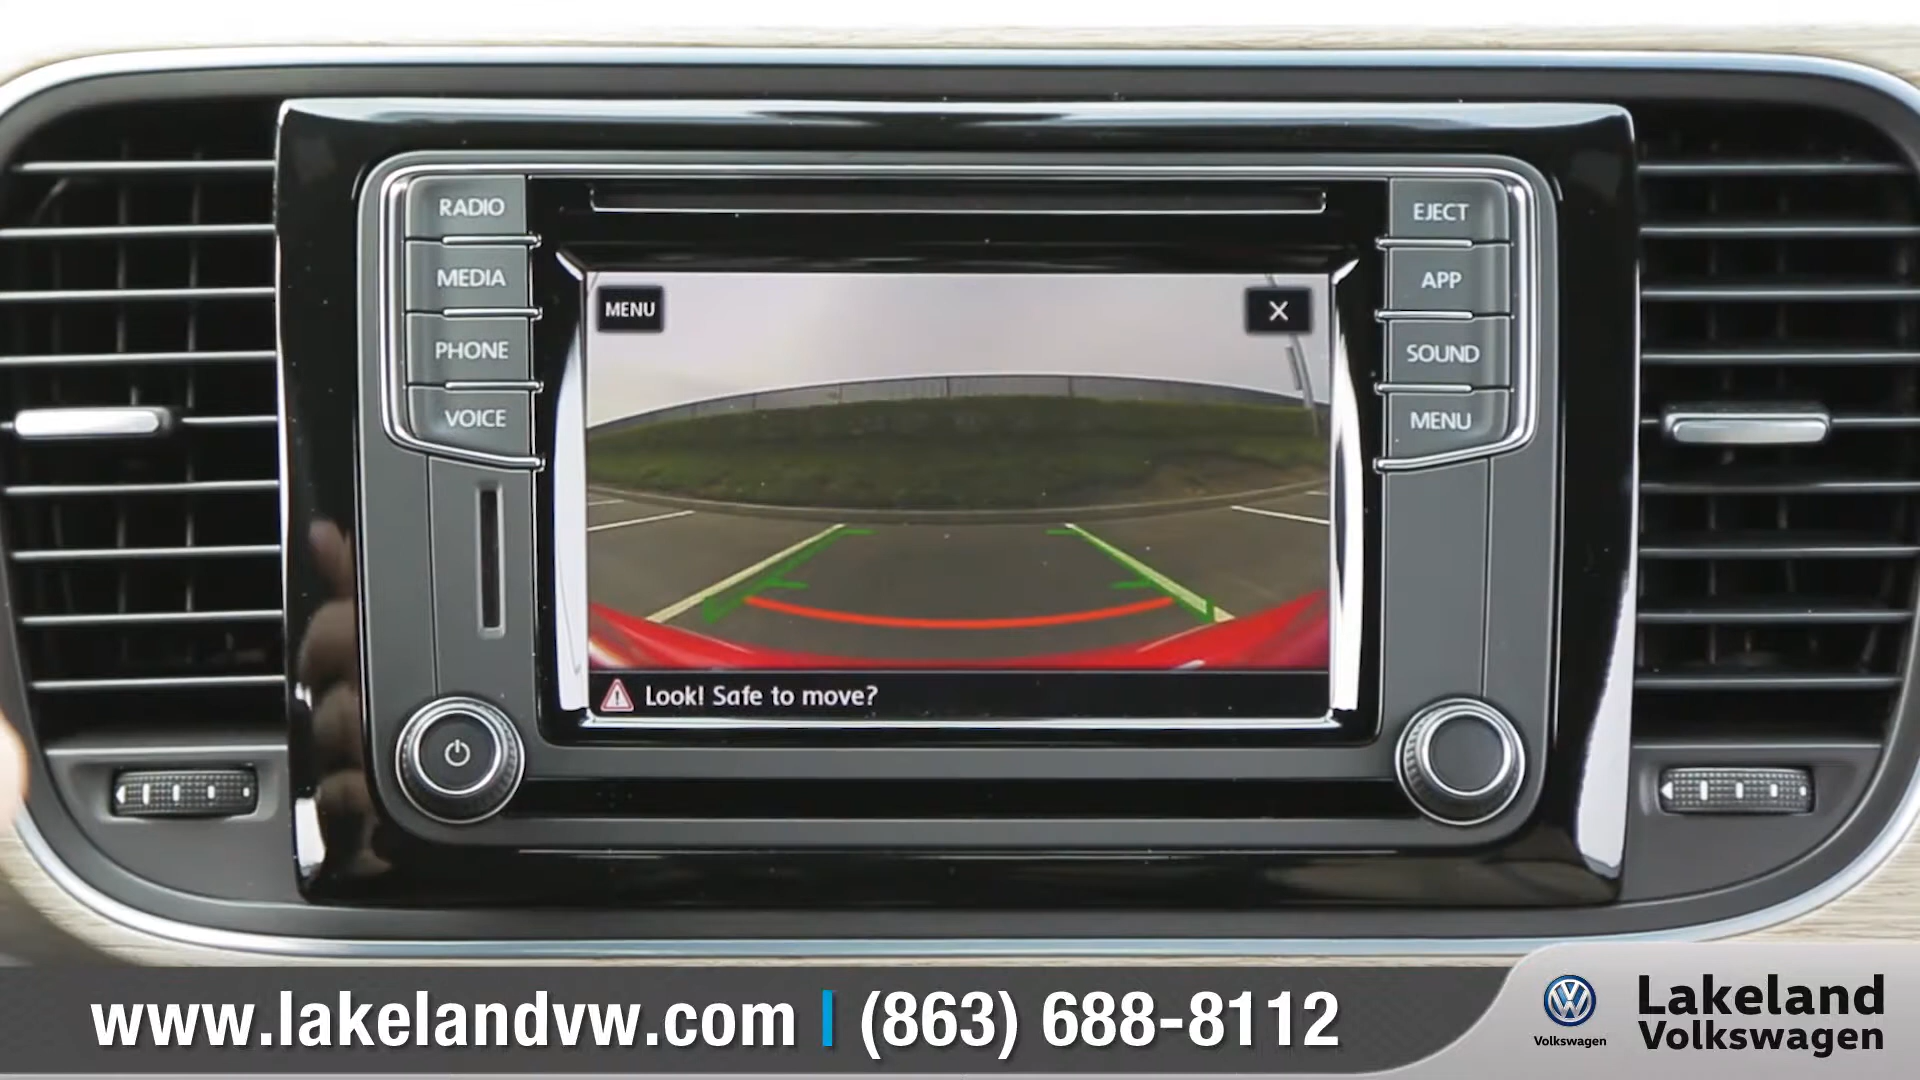 RADIO
MEDIA
PHONE
VOICE
EJECT
APP
SOUND
MENU
MENU
X
Look! Safe to move?
www.lakelandvw.com | (863) 688-8112
Volkswagen
Lakeland
Volkswagen